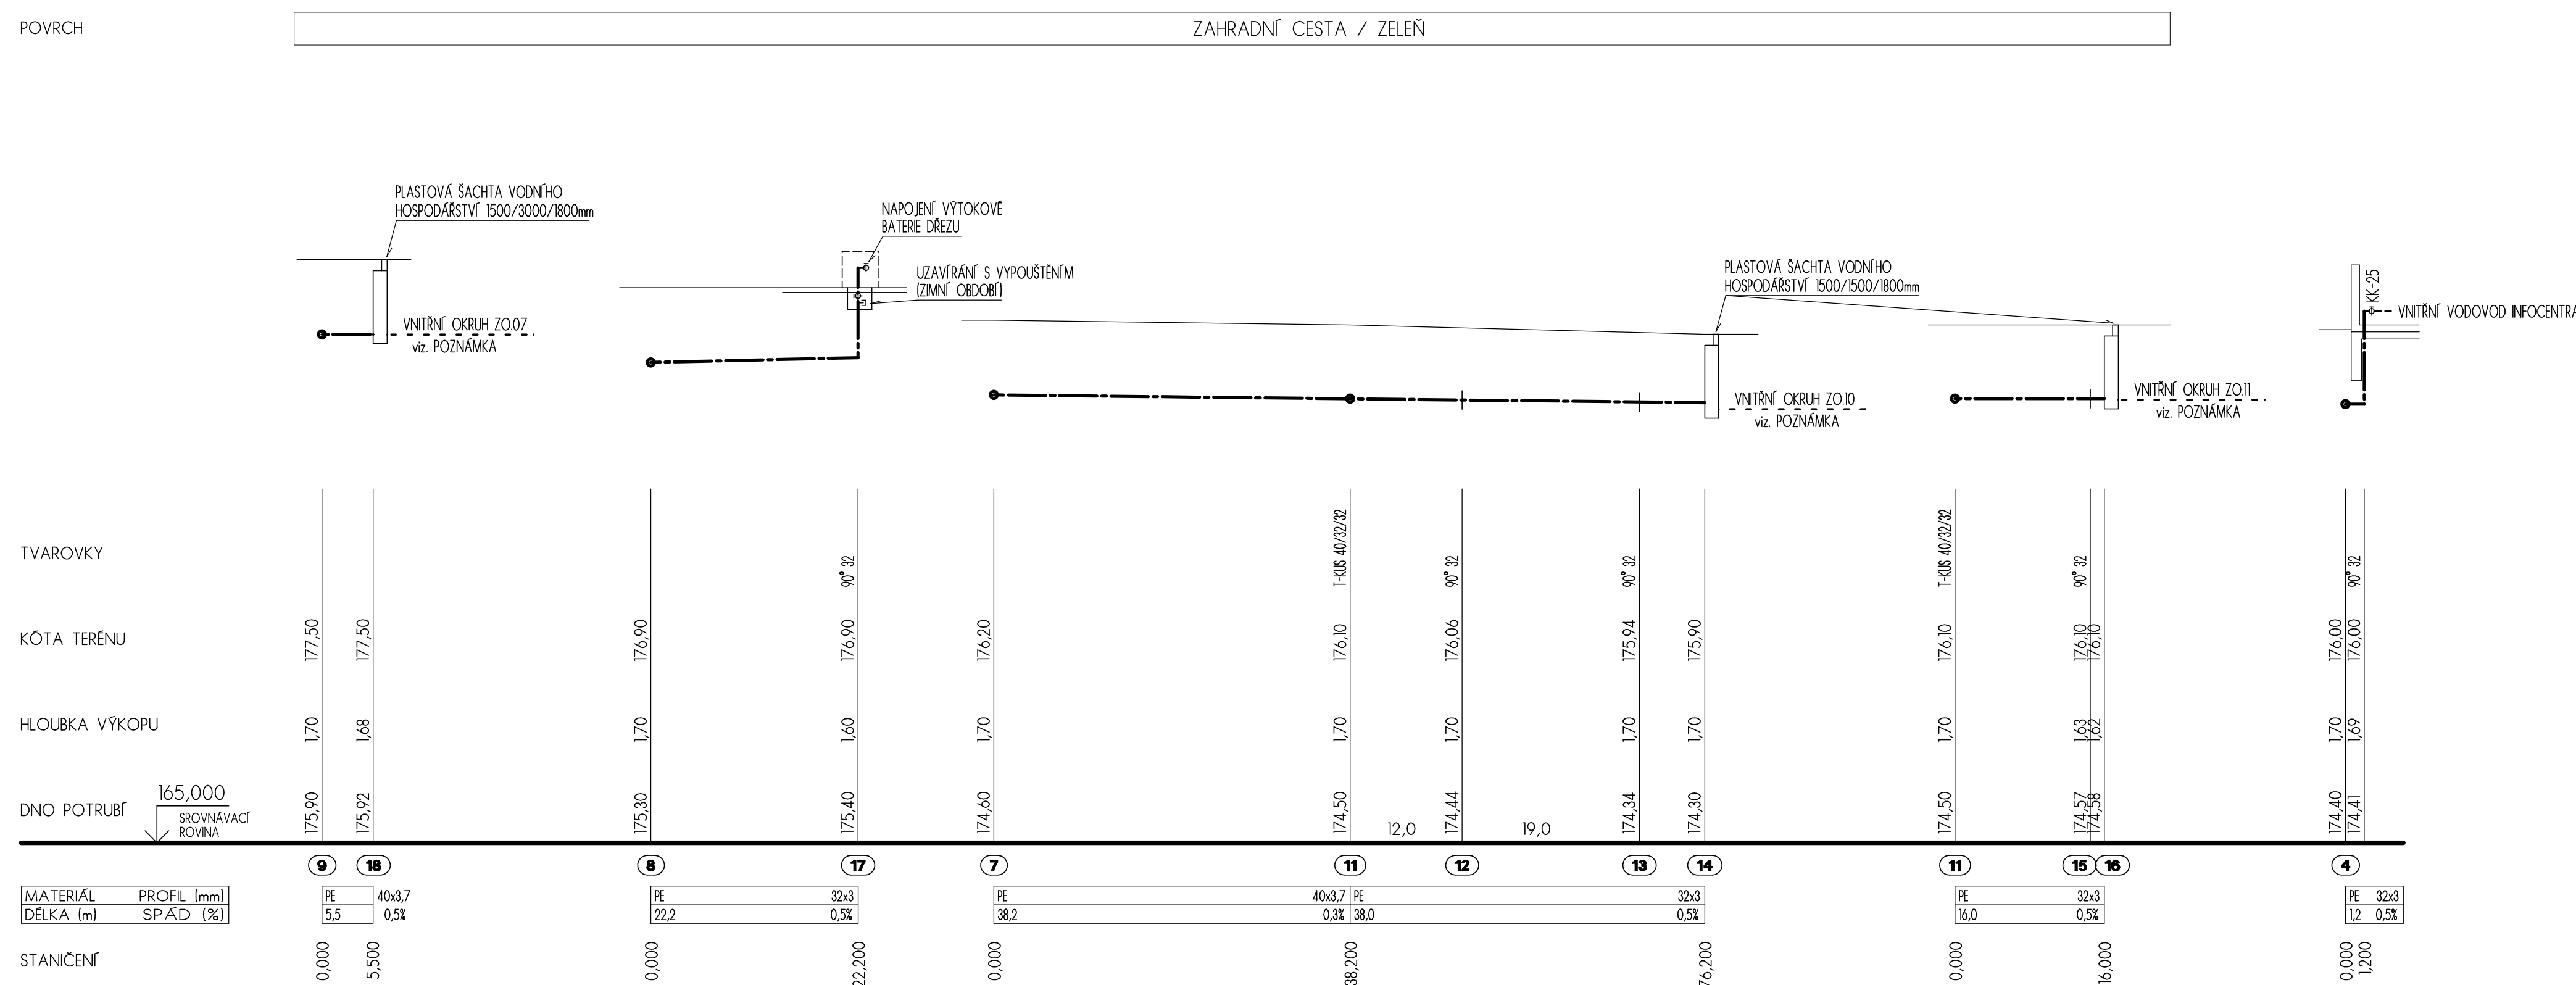 POVRCH
ZAHRADNÍ CESTA / ZELEŇ
PLASTOVÁ ŠACHTA VODNÍHO
HOSPODÁŘSTVÍ 1500/3000/1800mm
NAPOJENÍ VÝTOKOVÉ
BATERIE DŘEZU
UZAVÍRÁNÍ S VYPOUŠTĚNÍM
(ZIMNÍ OBDOBÍ)
PLASTOVÁ ŠACHTA VODNÍHO
HOSPODÁŘSTVÍ 1500/1500/1800mm
KK-25
VNITŘNÍ VODOVOD INFOCENTRA
VNITŘNÍ OKRUH ZO.07
viz. POZNÁMKA
VNITŘNÍ OKRUH ZO.10
viz. POZNÁMKA
VNITŘNÍ OKRUH ZO.11
viz. POZNÁMKA
TVAROVKY
90° 32
T-KUS 40/32/32
90° 32
90° 32
T-KUS 40/32/32
90° 32
90° 32
KÓTA TERÉNU
177,50
177,50
176,90
176,90
176,20
176,10
176,06
175,94
175,90
176,10
176,10
176,10
176,00
176,00
HLOUBKA VÝKOPU
1,70
1,68
1,70
1,60
1,70
1,70
1,70
1,70
1,70
1,70
1,63
1,62
1,70
1,69
DNO POTRUBÍ
165,000
SROVNÁVACÍ
ROVINA
175,90
175,92
175,30
175,40
174,60
174,50
12,0
174,44
19,0
174,34
174,30
174,50
174,57
174,58
174,40
174,41
9
18
8
17
7
11
12
13
14
11
15
16
4
MATERIÁL PROFIL (mm)
DÉLKA (m) SPÁD (%)
PE 40x3,7
5,5 0,5%
PE 32x3
22,2 0,5%
PE 40x3,7
38,2 0,3%
PE 32x3
38,0 0,5%
PE 32x3
16,0 0,5%
PE 32x3
1,2 0,5%
STANIČENÍ
0,000
5,500
0,000
22,200
0,000
38,200
76,200
0,000
16,000
0,000
1,200